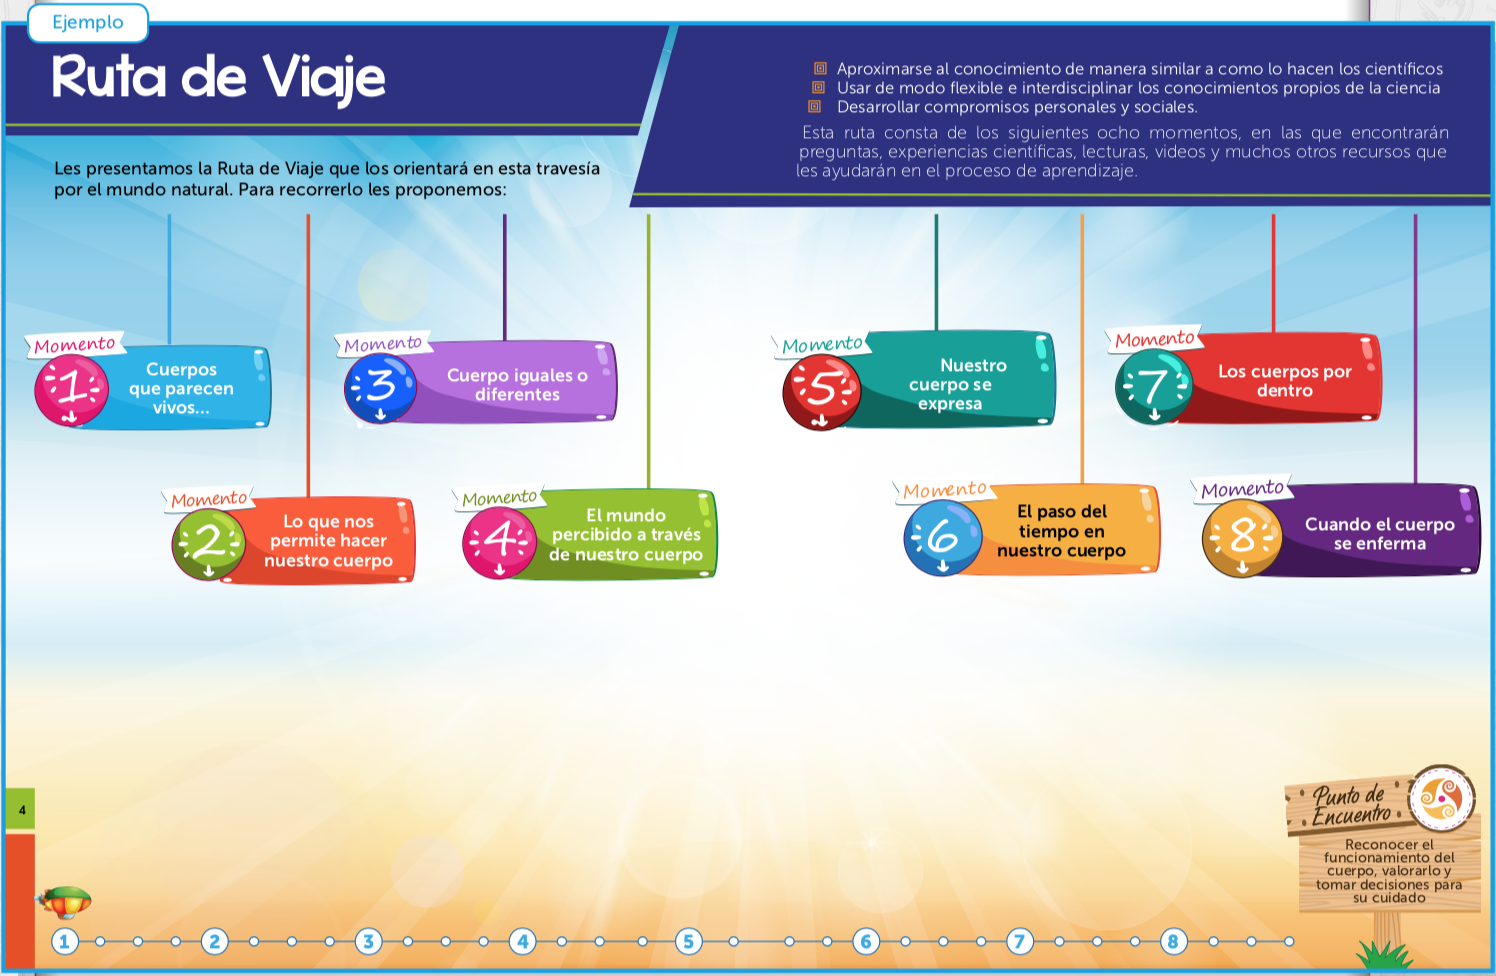 Ejemplo
Ruta de Viaje
Les presentamos la Ruta de Viaje que los orientará en esta travesía
por el mundo natural. Para recorrerlo les proponemos:
Aproximarse al conocimiento de manera similar a como lo hacen los científicos
Usar de modo flexible e interdisciplinar los conocimientos propios de la ciencia
Desarrollar compromisos personales y sociales.
Esta ruta consta de los siguientes ocho momentos, en las que encontrarán
preguntas, experiencias científicas, lecturas, videos y muchos otros recursos que
les ayudarán en el proceso de aprendizaje.
Momento
1
Cuerpos
que parecen
vivos...
Momento
2
Lo que nos
permite hacer
nuestro cuerpo
Momento
3
Cuerpo iguales o
diferentes
Momento
4
El mundo
percibido a través
de nuestro cuerpo
Momento
5
Nuestro
cuerpo se
expresa
Momento
6
El paso del
tiempo en
nuestro cuerpo
Momento
7
Los cuerpos por
dentro
Momento
8
Cuando el cuerpo
se enferma
4
Punto de
Encuentro
Reconocer el
funcionamiento del
cuerpo, valorarlo y
tomar decisiones para
su cuidado
1 2 3 4 5 6 7 8